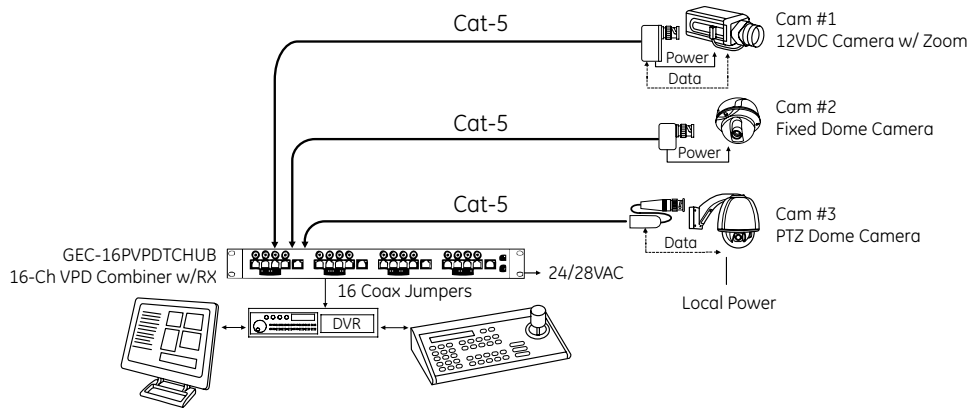 Cat-5
Cam #1
12VDC Camera w/ Zoom
Power
Data
Cat-5
Cam #2
Fixed Dome Camera
Power
Cat-5
Cam #3
PTZ Dome Camera
Data
Local Power
GEC-16PVPDTCHUB
16-Ch VPD Combiner w/RX
24/28VAC
16 Coax Jumpers
DVR